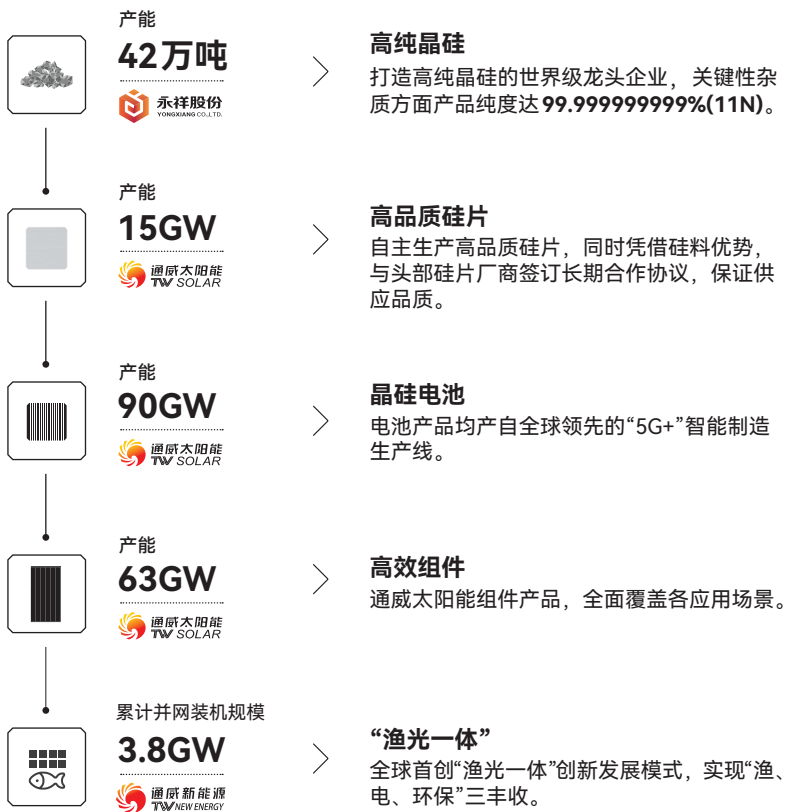 产能
42万吨
永祥股份
YONGXIANG CO.,LTD.
高纯晶硅
打造高纯晶硅的世界级龙头企业，关键性杂
质方面产品纯度达99.999999999%(11N)。
产能
15GW
通威太阳能
TW SOLAR
高品质硅片
自主生产高品质硅片，同时凭借硅料优势，
与头部硅片厂商签订长期合作协议，保证供
应品质。
产能
90GW
通威太阳能
TW SOLAR
晶硅电池
电池产品均产自全球领先的“5G+”智能制造
生产线。
产能
63GW
通威太阳能
TW SOLAR
高效组件
通威太阳能组件产品，全面覆盖各应用场景。
累计并网装机规模
3.8GW
通威新能源
TW NEW ENERGY
“渔光一体”
全球首创“渔光一体”创新发展模式，实现“渔、
电、环保”三丰收。